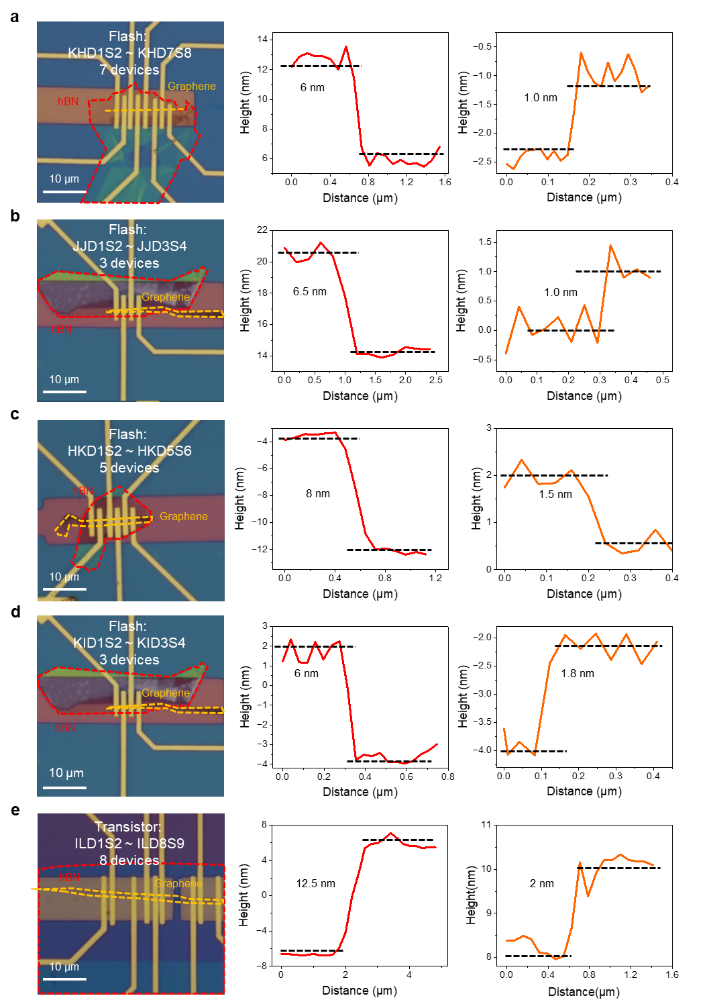 a
Flash:
KHD1S2 ~ KHD7S8
7 devices
Graphene
hBN
10 µm
Height (nm)
14
12
10
8
6
6 nm
0.0 0.4 0.8 1.2 1.6
Distance (µm)
Height (nm)
−0.5
−1.0
−1.5
−2.0
−2.5
1.0 nm
0.0 0.1 0.2 0.3 0.4
Distance (µm)
b
Flash:
JJD1S2 ~ JJD3S4
3 devices
Graphene
hBN
10 µm
Height (nm)
22
20
18
16
14
6.5 nm
0.0 0.5 1.0 1.5 2.0 2.5
Distance (µm)
Height (nm)
1.5
1.0
0.5
0.0
−0.5
1.0 nm
0.0 0.1 0.2 0.3 0.4 0.5
Distance (µm)
c
Flash:
HKD1S2 ~ HKD5S6
5 devices
hBN
Graphene
10 µm
Height (nm)
−4
−6
−8
−10
−12
8 nm
0.0 0.4 0.8 1.2
Distance (µm)
Height (nm)
3
2
1
0
1.5 nm
0.0 0.1 0.2 0.3 0.4
Distance (µm)
d
Flash:
KID1S2 ~ KID3S4
3 devices
Graphene
hBN
10 µm
Height (nm)
3
2
1
0
−1
−2
−3
−4
6 nm
0.0 0.2 0.4 0.6 0.8
Distance (µm)
Height (nm)
−2.0
−2.5
−3.0
−3.5
−4.0
1.8 nm
0.0 0.1 0.2 0.3 0.4
Distance (µm)
e
Transistor:
ILD1S2 ~ ILD8S9
8 devices
hBN
Graphene
10 µm
Height (nm)
8
4
0
−4
−8
12.5 nm
0 2 4
Distance (µm)
Height(nm)
11
10
9
8
2 nm
0.0 0.4 0.8 1.2 1.6
Distance(µm)